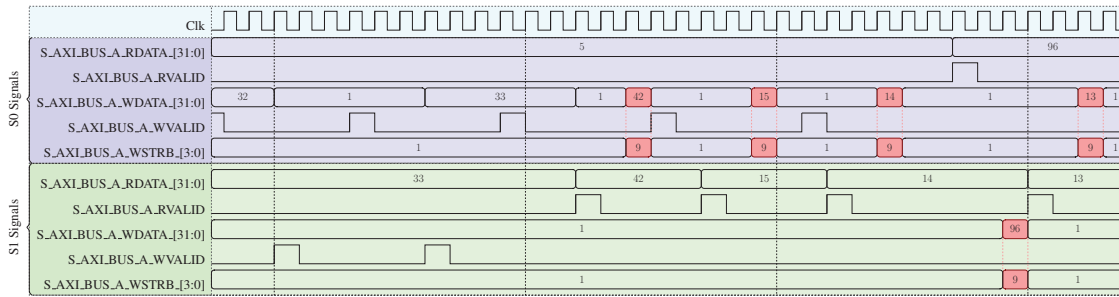 Clk
S0 Signals
S_AXI_BUS_A_RDATA_[31:0] 5 96
S_AXI_BUS_A_RVALID
S_AXI_BUS_A_WDATA_[31:0] 32 1 33 1 42 1 15 1 14 1 13 1
S_AXI_BUS_A_WVALID
S_AXI_BUS_A_WSTRB_[3:0] 1 9 1 9 1 9 1 9 1
S1 Signals
S_AXI_BUS_A_RDATA_[31:0] 33 42 15 14 13
S_AXI_BUS_A_RVALID
S_AXI_BUS_A_WDATA_[31:0] 1 96 1
S_AXI_BUS_A_WVALID
S_AXI_BUS_A_WSTRB_[3:0] 1 9 1